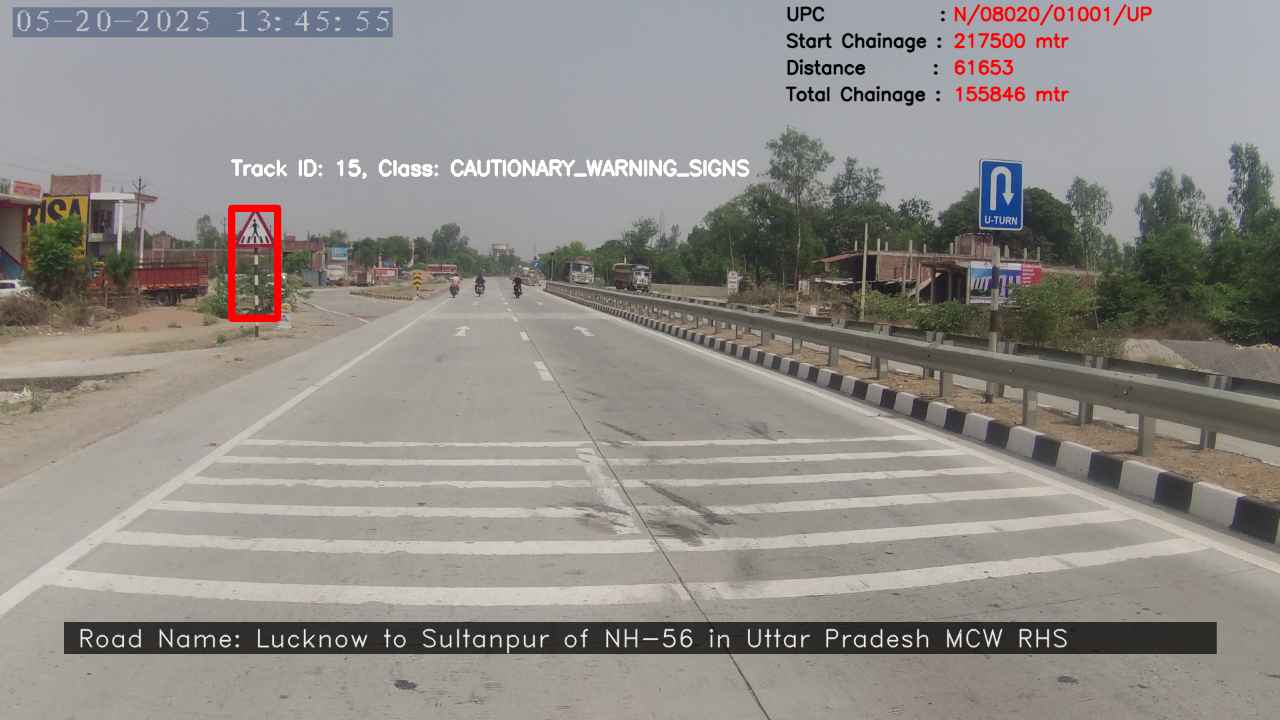 05-20-2025 13:45:55
UPC : N/08020/01001/UP
Start Chainage : 217500 mtr
Distance : 61653
Total Chainage : 155846 mtr
Track ID: 15, Class: CAUTIONARY_WARNING_SIGNS
U-TURN
RISA
Road Name: Lucknow to Sultanpur of NH-56 in Uttar Pradesh MCW RHS